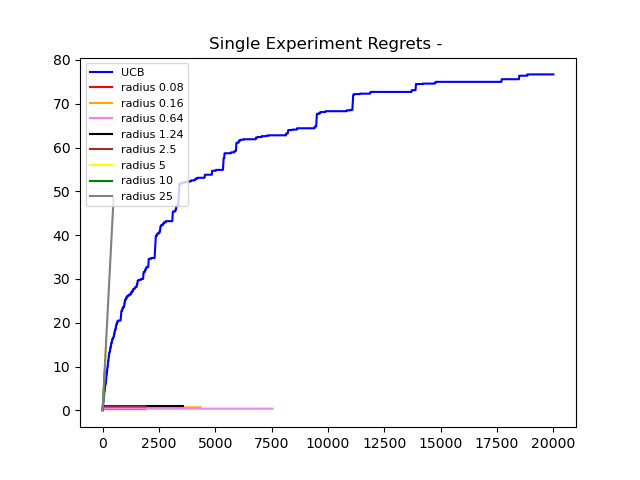 Single Experiment Regrets -
80
70
60
50
40
30
20
10
0
UCB
radius 0.08
radius 0.16
radius 0.64
radius 1.24
radius 2.5
radius 5
radius 10
radius 25
0 2500 5000 7500 10000 12500 15000 17500 20000